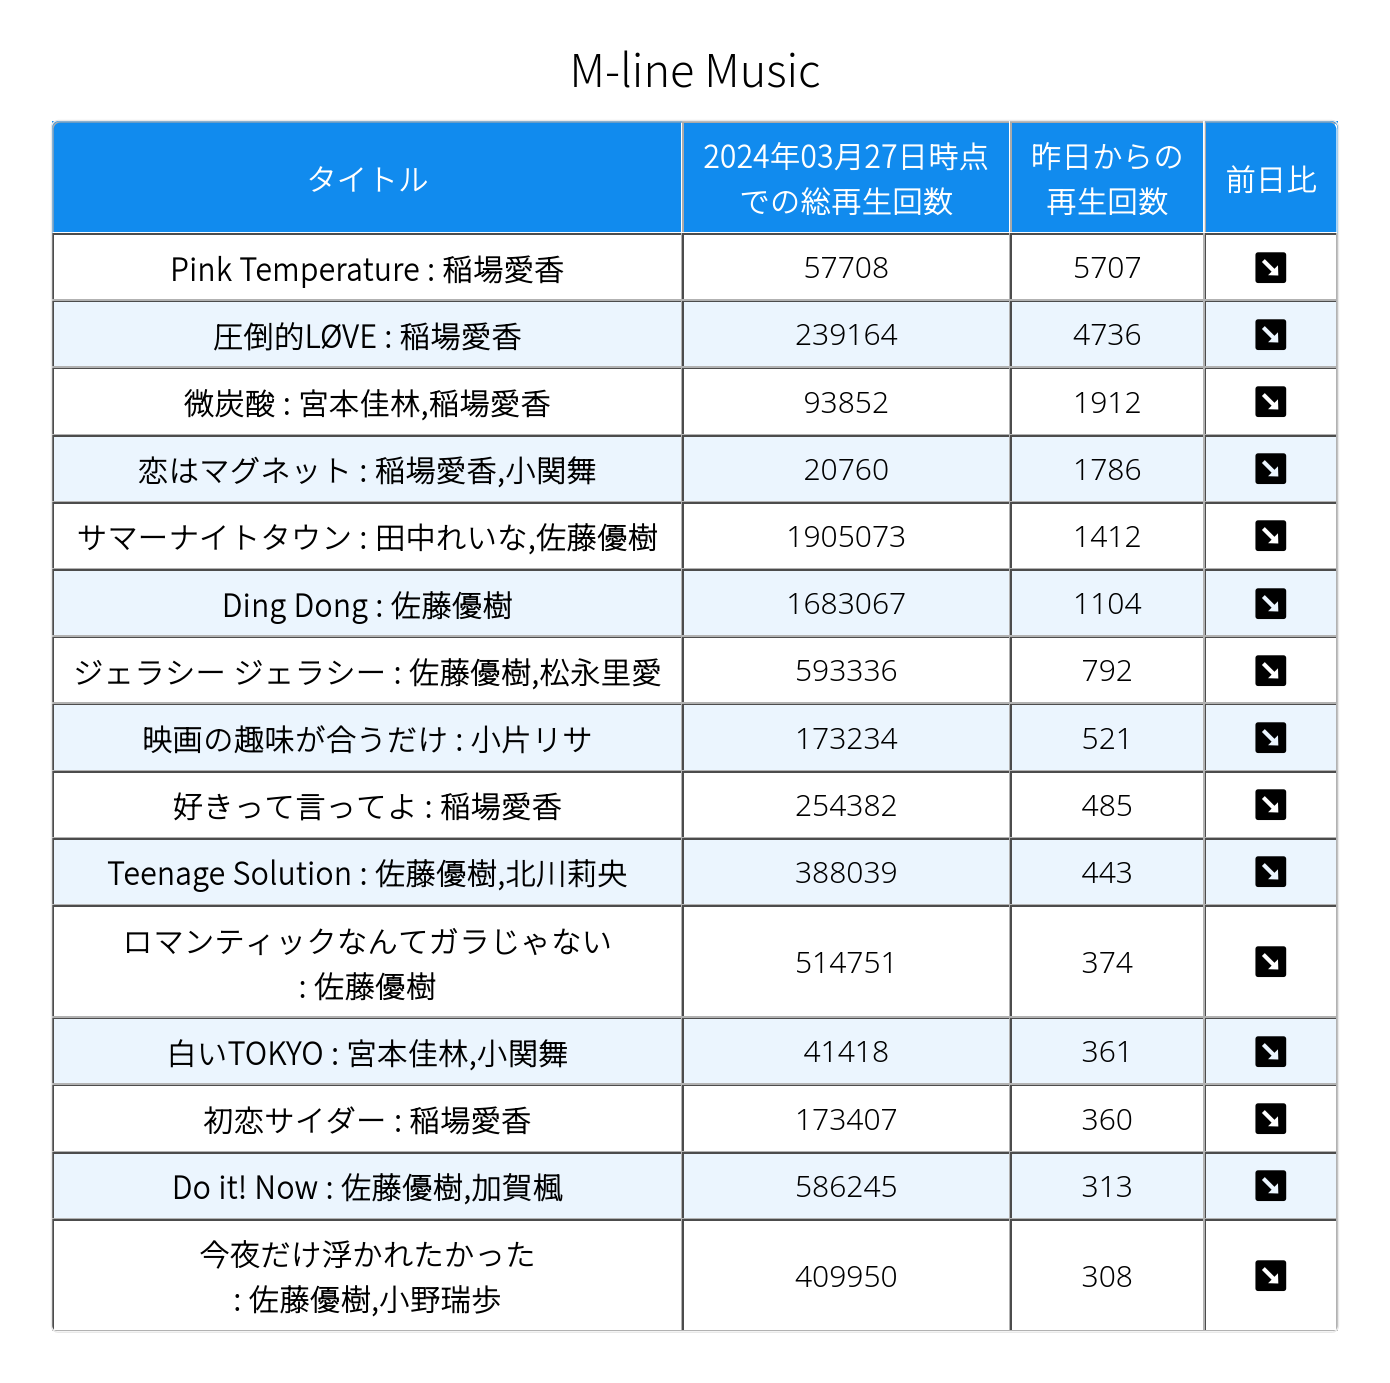 M-line Music
タイトル
2024年03月27日時点
での総再生回数
昨日からの
再生回数
前日比
Pink Temperature : 稲場愛香 57708 5707
圧倒的LØVE : 稲場愛香 239164 4736
微炭酸 : 宮本佳林,稲場愛香 93852 1912
恋はマグネット : 稲場愛香,小関舞 20760 1786
サマーナイトタウン : 田中れいな,佐藤優樹 1905073 1412
Ding Dong : 佐藤優樹 1683067 1104
ジェラシー ジェラシー : 佐藤優樹,松永里愛 593336 792
映画の趣味が合うだけ : 小片リサ 173234 521
好きって言ってよ : 稲場愛香 254382 485
Teenage Solution : 佐藤優樹,北川莉央 388039 443
ロマンティックなんてガラじゃない
: 佐藤優樹 514751 374
白いTOKYO : 宮本佳林,小関舞 41418 361
初恋サイダー : 稲場愛香 173407 360
Do it! Now : 佐藤優樹,加賀楓 586245 313
今夜だけ浮かれたかった
: 佐藤優樹,小野瑞歩 409950 308